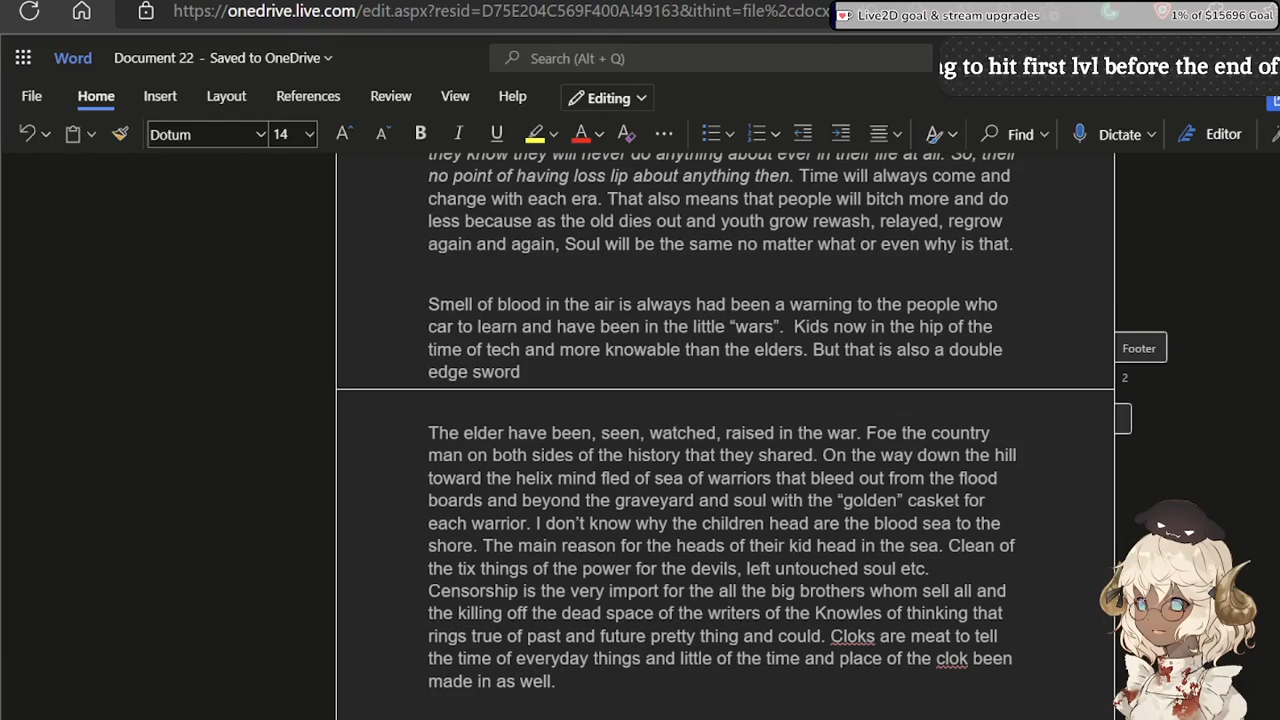 https://onedrive.live.com/edit.aspx?resid=D75E204C569F400A!49163&ithint=file%2cdocx
Live2D goal & stream upgrades 1% of $15696 Goal
Word Document 22 - Saved to OneDrive Search (Alt + Q)
g to hit first lvl before the end of
File Home Insert Layout References Review View Help Editing
Dotum 14 B I U A Find Dictate Editor
they know they will never do anything about ever in their life at all. So, their
no point of having loss lip about anything then. Time will always come and
change with each era. That also means that people will bitch more and do
less because as the old dies out and youth grow rewash, relayed, regrow
again and again, Soul will be the same no matter what or even why is that.
Smell of blood in the air is always had been a warning to the people who
car to learn and have been in the little “wars”.  Kids now in the hip of the
time of tech and more knowable than the elders. But that is also a double
edge sword
Footer
2
The elder have been, seen, watched, raised in the war. Foe the country
man on both sides of the history that they shared. On the way down the hill
toward the helix mind fled of sea of warriors that bleed out from the flood
boards and beyond the graveyard and soul with the “golden” casket for
each warrior. I don’t know why the children head are the blood sea to the
shore. The main reason for the heads of their kid head in the sea. Clean of
the tix things of the power for the devils, left untouched soul etc.
Censorship is the very import for the all the big brothers whom sell all and
the killing off the dead space of the writers of the Knowles of thinking that
rings true of past and future pretty thing and could. Cloks are meat to tell
the time of everyday things and little of the time and place of the clok been
made in as well.